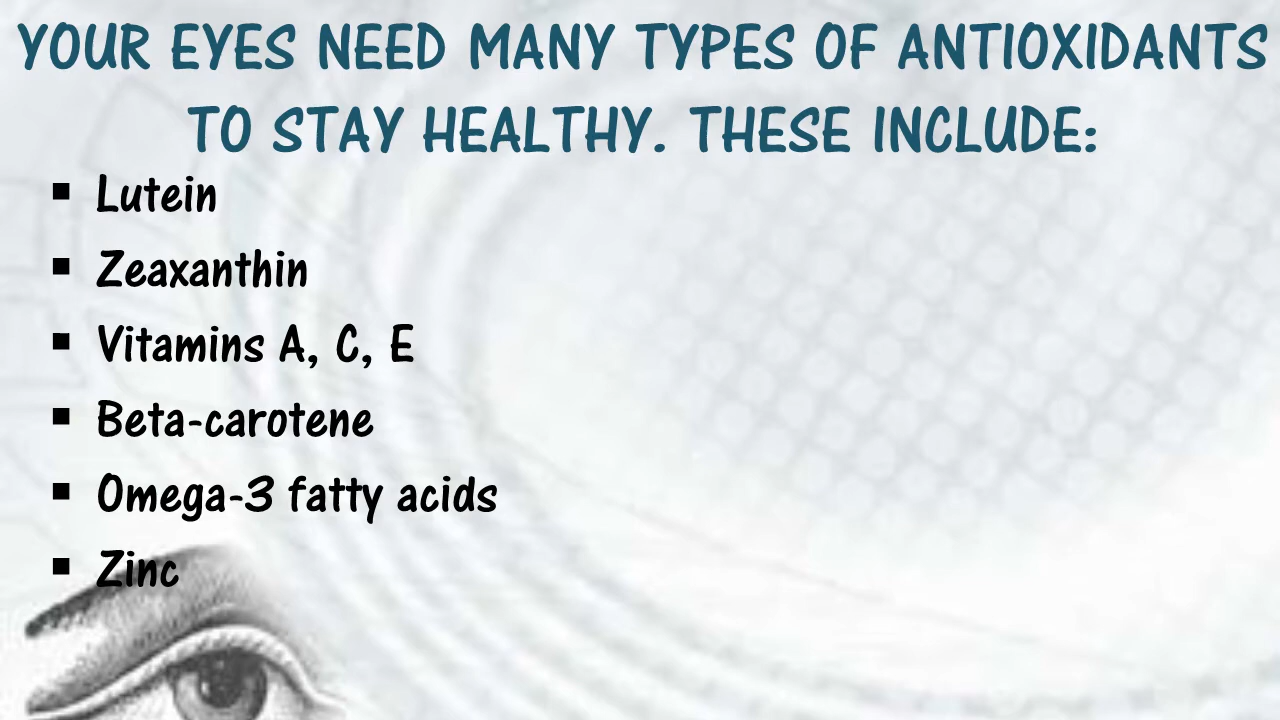 YOUR EYES NEED MANY TYPES OF ANTIOXIDANTS
TO STAY HEALTHY. THESE INCLUDE:
▪ Lutein
▪ Zeaxanthin
▪ Vitamins A, C, E
▪ Beta-carotene
▪ Omega-3 fatty acids
▪ Zinc